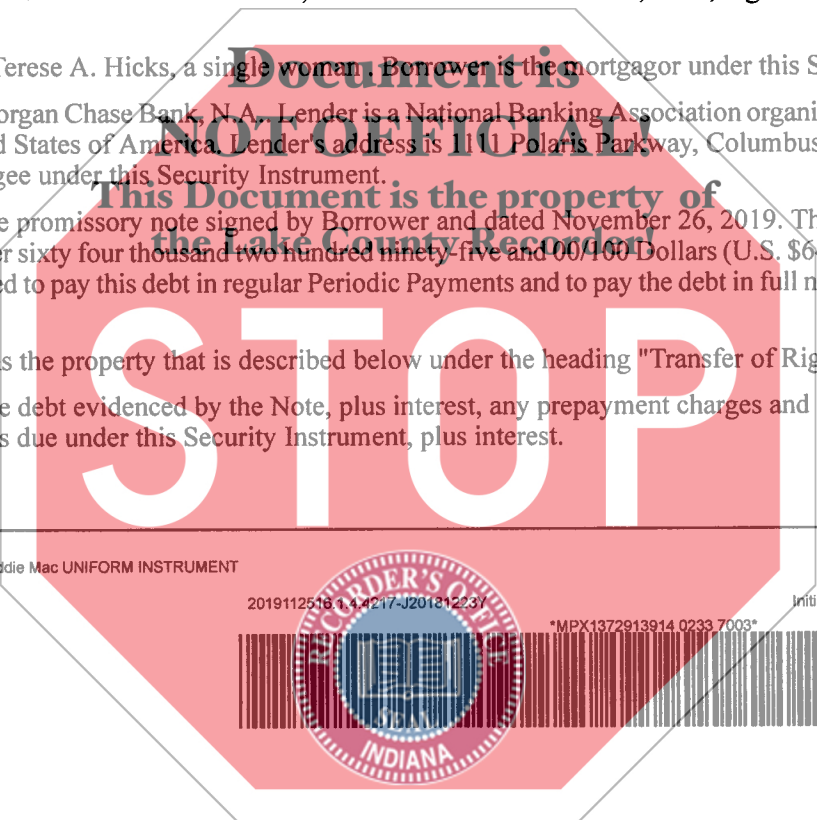 Document is
Terese A. Hicks, a single woman . Borrower is the mortgagor under this S
organ Chase Bank, N.A.. Lender is a National Banking Association organi
NOT OFFICIAL!
d States of America. Lender's address is 1111 Polaris Parkway, Columbus
gee under this Security Instrument.
This Document is the property of
e promissory note signed by Borrower and dated November 26, 2019. Th
the Lake County Recorder!
r sixty four thousand two hundred ninety-five and 00/100 Dollars (U.S. $6
ed to pay this debt in regular Periodic Payments and to pay the debt in full n
STOP
s the property that is described below under the heading "Transfer of Rig
e debt evidenced by the Note, plus interest, any prepayment charges and
s due under this Security Instrument, plus interest.
ddie Mac UNIFORM INSTRUMENT
2019112516.1.4.4217-J20181223Y
Initi
*MPX1372913914 0233 7003*
RECORDER'S OFFICE
SEAL
INDIANA